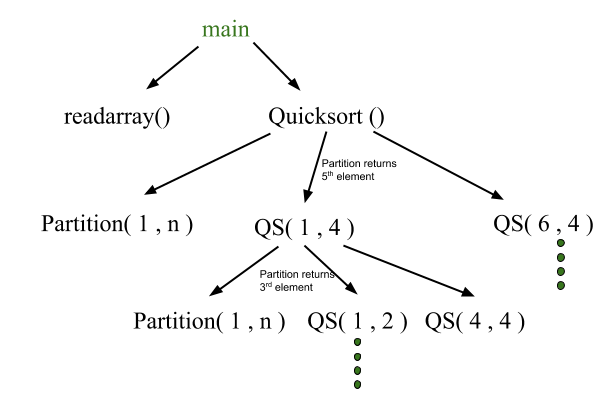 main
readarray()
Quicksort ()
Partition returns
5th element
Partition( 1 , n )
QS( 1 , 4 )
QS( 6 , 4 )
Partition returns
3rd element
Partition( 1 , n )
QS( 1 , 2 )
QS( 4 , 4 )